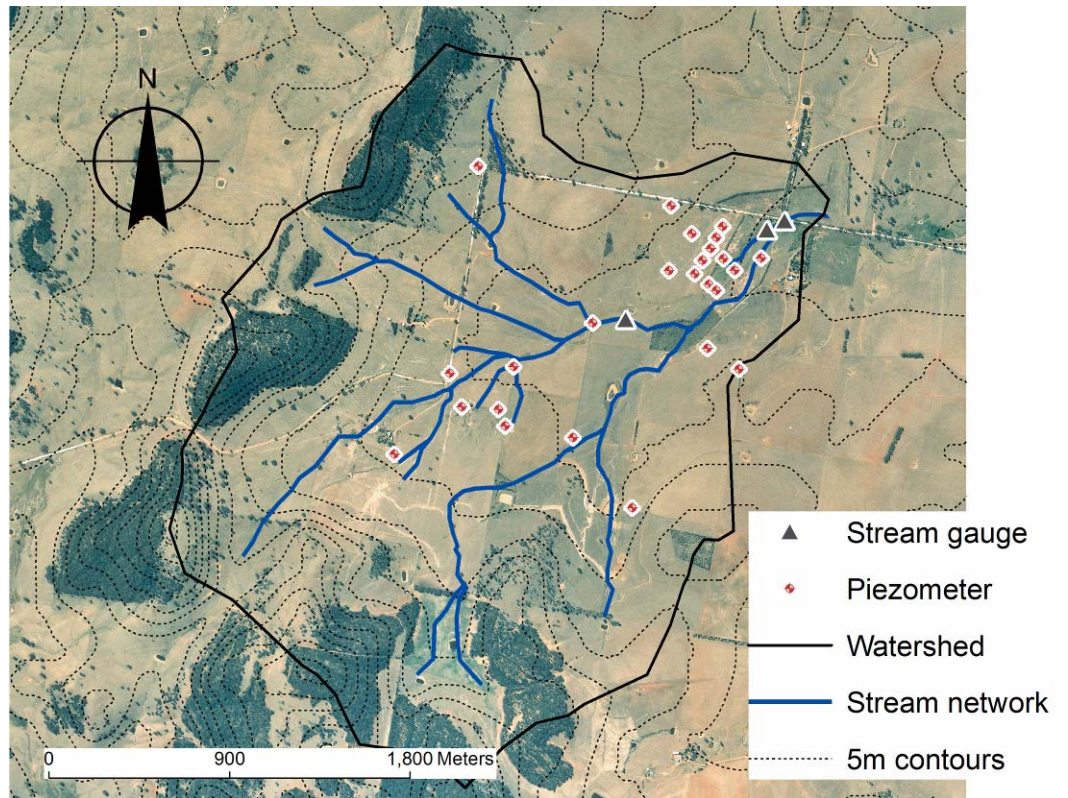 N
Stream gauge
Piezometer
Watershed
Stream network
5m contours
0 900 1,800 Meters